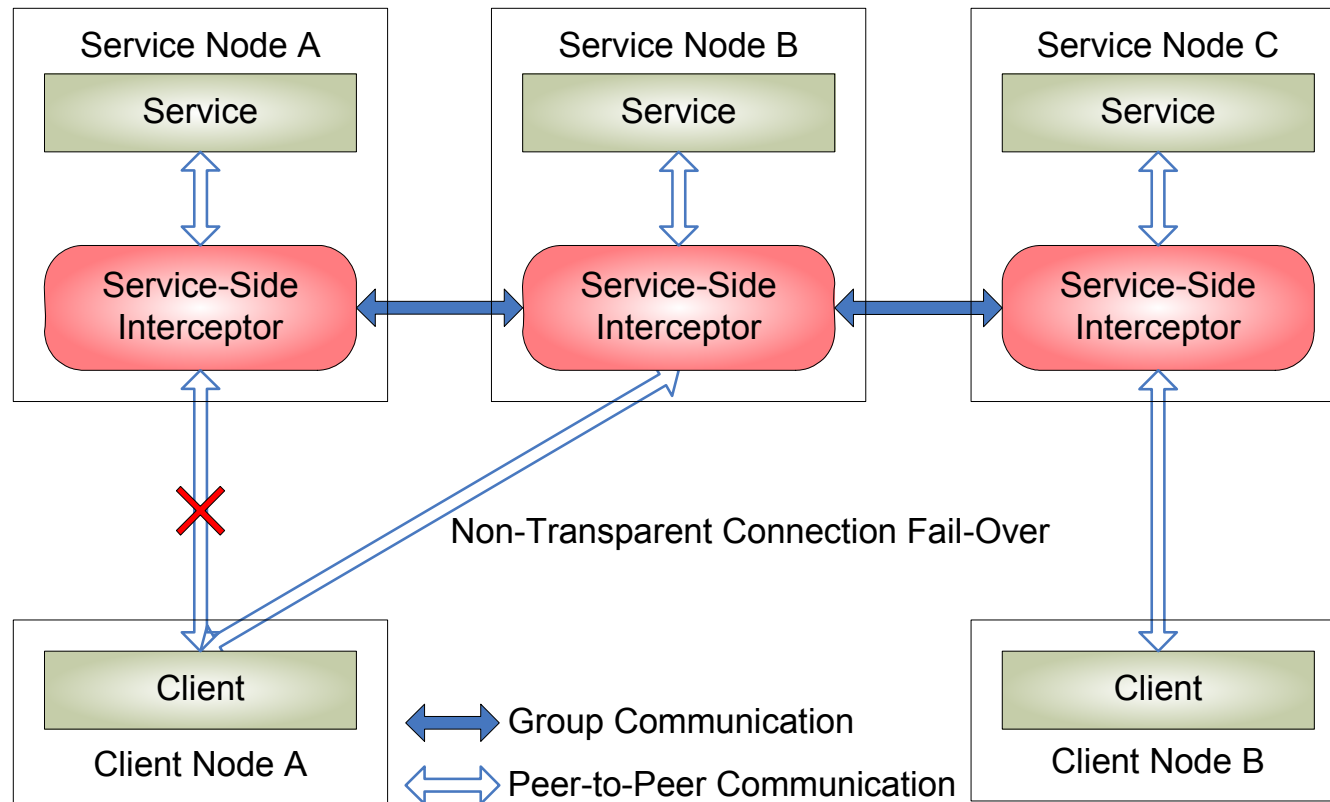 Service Node A
Service Node B
Service Node C
Service
Service
Service
Service-Side
Interceptor
Service-Side
Interceptor
Service-Side
Interceptor
Non-Transparent Connection Fail-Over
Client
Client Node A
Group Communication
Peer-to-Peer Communication
Client
Client Node B